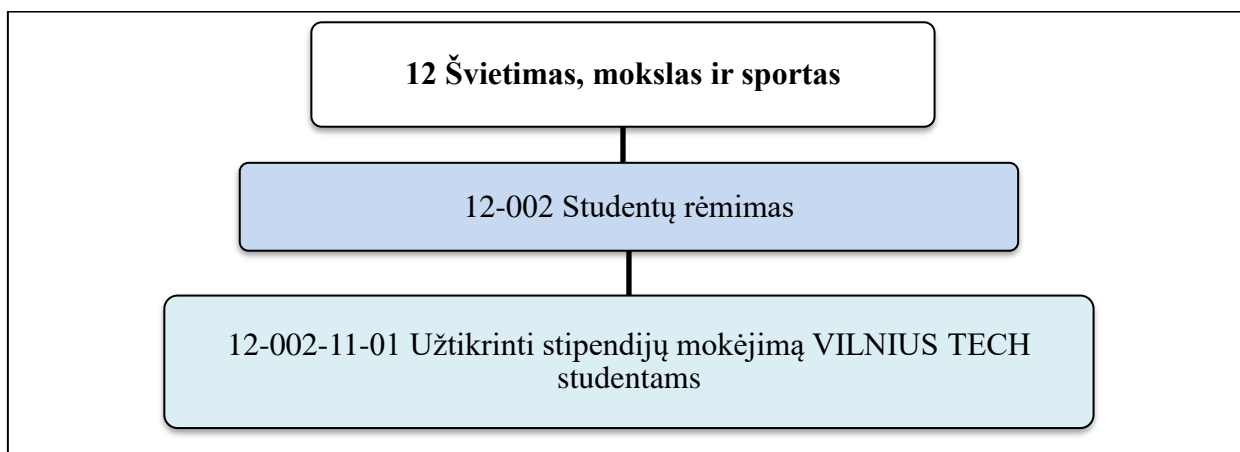 12 Švietimas, mokslas ir sportas
12-002 Studentų rėmimas
12-002-11-01 Užtikrinti stipendijų mokėjimą VILNIUS TECH
studentams